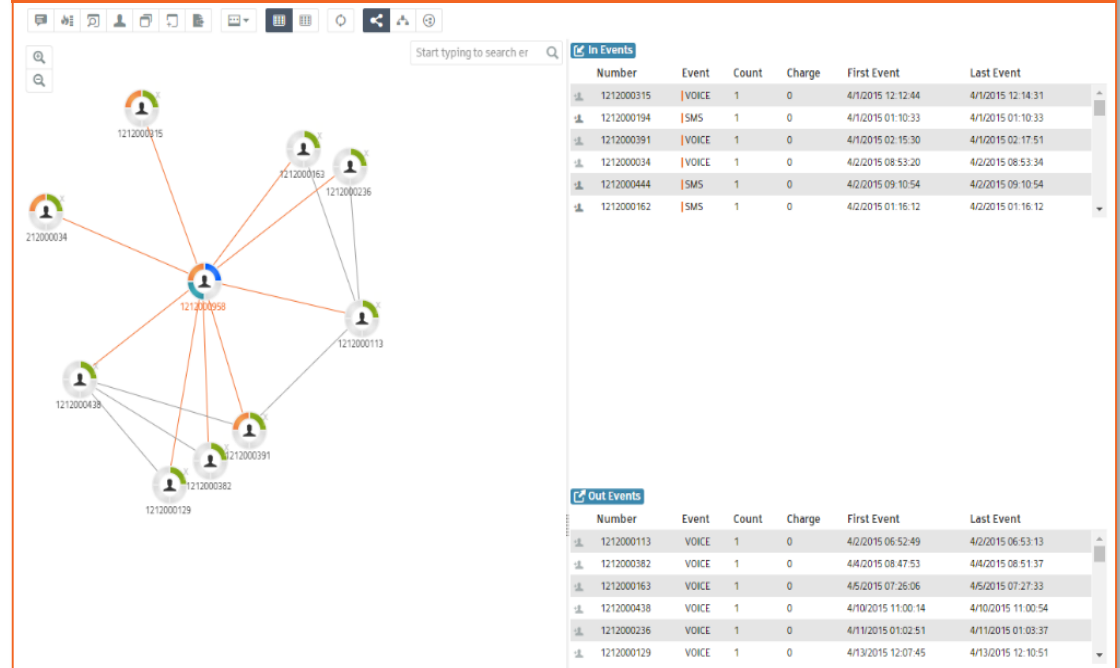 Start typing to search er
1212000315
1212000163
1212000236
212000034
1212000958
1212000113
1212000438
1212000391
1212000382
1212000129
In Events
Number Event Count Charge First Event Last Event
1212000315 VOICE 1 0 4/1/2015 12:12:44 4/1/2015 12:14:31
1212000194 SMS 1 0 4/1/2015 01:10:33 4/1/2015 01:10:33
1212000391 VOICE 1 0 4/1/2015 02:15:30 4/1/2015 02:17:51
1212000034 VOICE 1 0 4/2/2015 08:53:20 4/2/2015 08:53:34
1212000444 SMS 1 0 4/2/2015 09:10:54 4/2/2015 09:10:54
1212000162 SMS 1 0 4/2/2015 01:16:12 4/2/2015 01:16:12
Out Events
Number Event Count Charge First Event Last Event
1212000113 VOICE 1 0 4/2/2015 06:52:49 4/2/2015 06:53:13
1212000382 VOICE 1 0 4/4/2015 08:47:53 4/4/2015 08:51:37
1212000163 VOICE 1 0 4/5/2015 07:26:06 4/5/2015 07:27:33
1212000438 VOICE 1 0 4/10/2015 11:00:14 4/10/2015 11:00:54
1212000236 VOICE 1 0 4/11/2015 01:02:51 4/11/2015 01:03:37
1212000129 VOICE 1 0 4/13/2015 12:07:45 4/13/2015 12:10:51